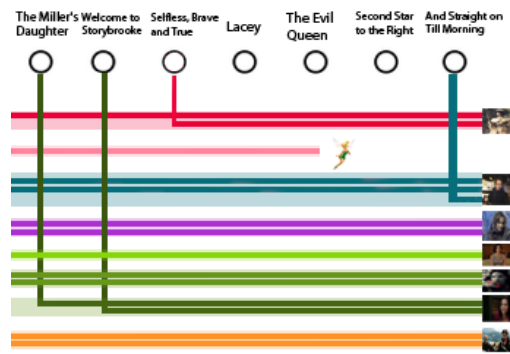 The Miller's
Daughter
Welcome to
Storybrooke
Selfless, Brave
and True
Lacey
The Evil
Queen
Second Star
to the Right
And Straight on
Till Morning